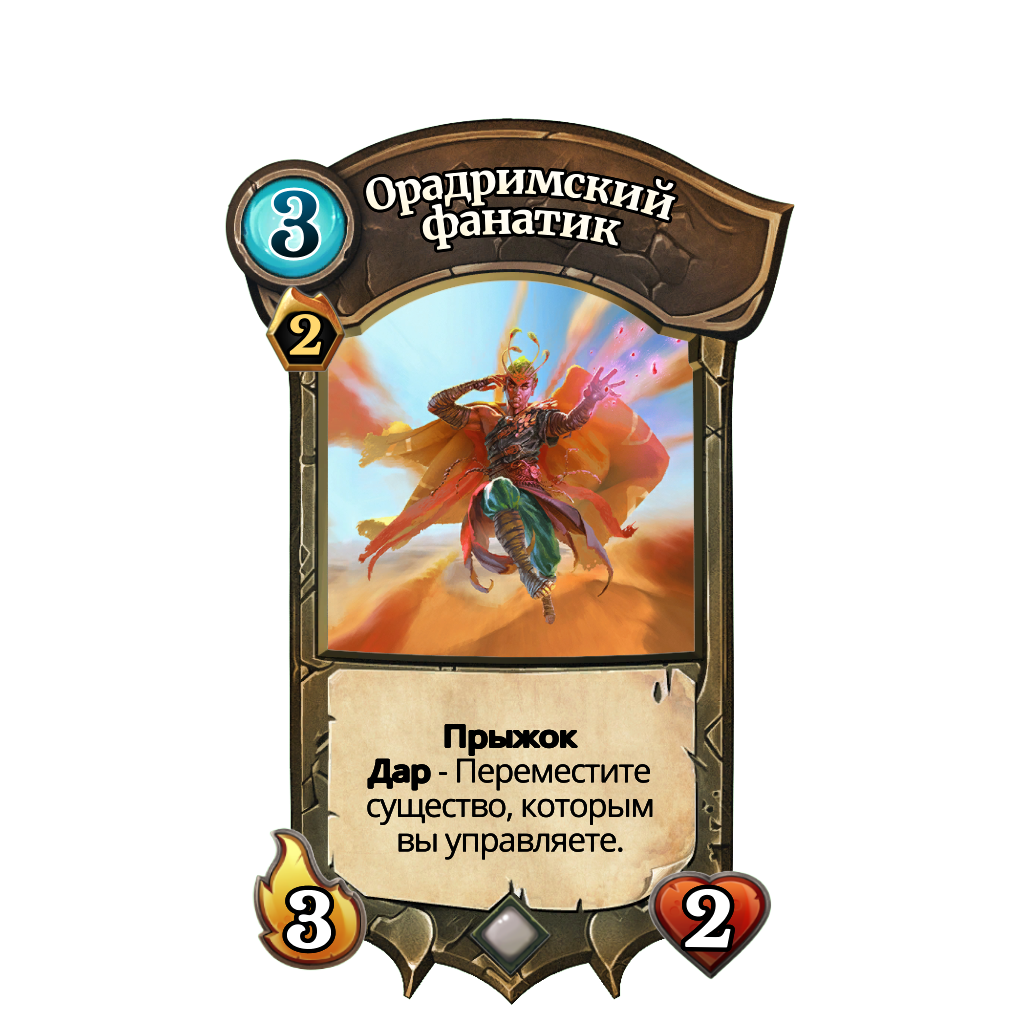 3
Орадримский
фанатик
2
Прыжок
Дар - Переместите
существо, которым
вы управляете.
3
2